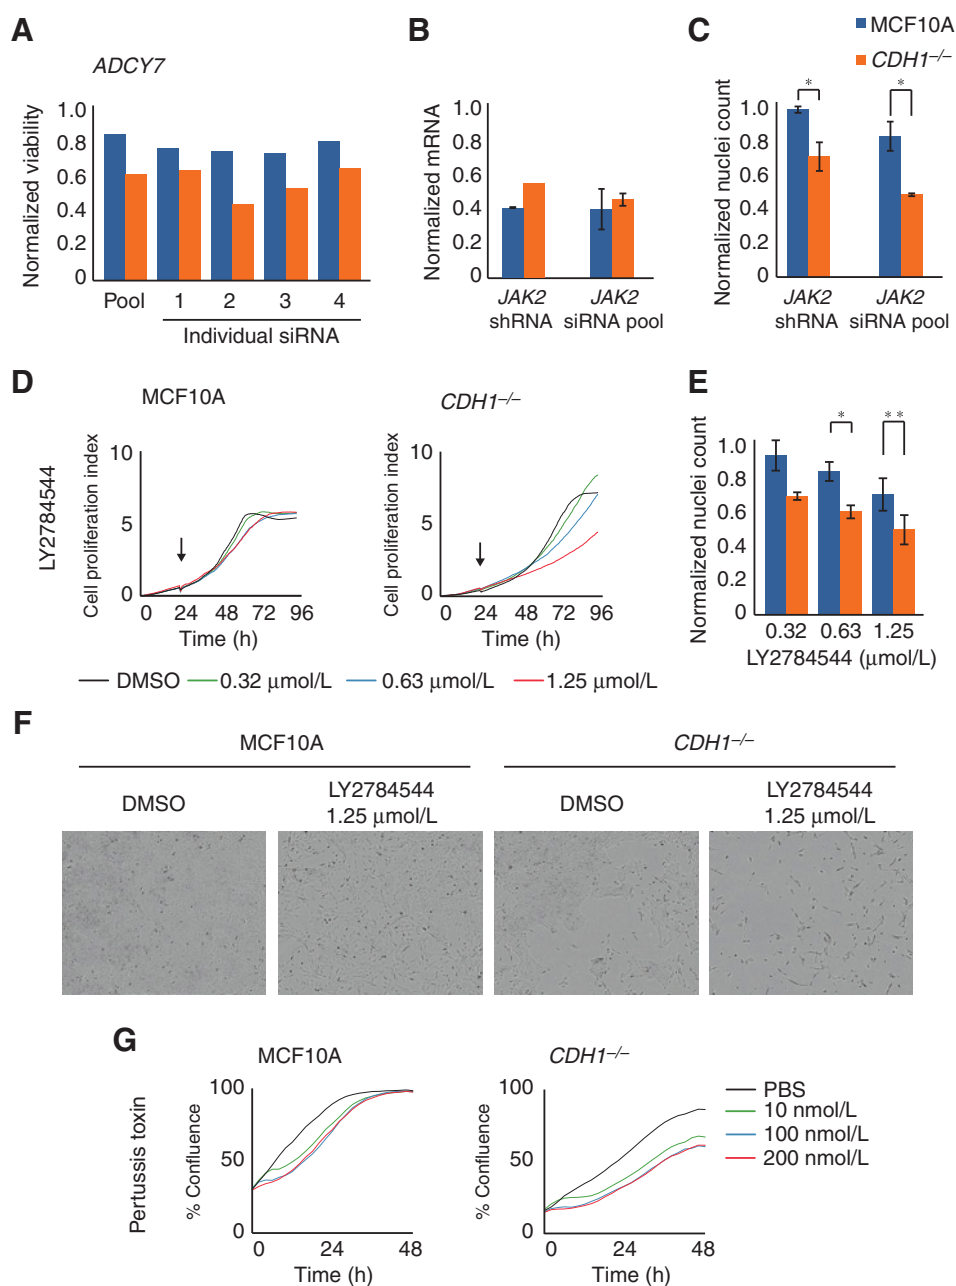 A
B
C
MCF10A
CDH1–/–
ADCY7
Normalized viability
1.0
0.8
0.6
0.4
0.2
0
Pool
1
2
3
4
Individual siRNA
Normalized mRNA
1.0
0.8
0.6
0.4
0.2
0
JAK2
shRNA
JAK2
siRNA pool
Normalized nuclei count
1.0
0.8
0.6
0.4
0.2
0
*
*
JAK2
shRNA
JAK2
siRNA pool
D
LY2784544
MCF10A
Cell proliferation index
10
5
0
0 24 48 72 96
Time (h)
CDH1–/–
Cell proliferation index
10
5
0
0 24 48 72 96
Time (h)
DMSO 0.32 µmol/L 0.63 µmol/L 1.25 µmol/L
E
Normalized nuclei count
1.0
0.8
0.6
0.4
0.2
0
*
**
0.32 0.63 1.25
LY2784544 (µmol/L)
F
MCF10A
CDH1–/–
DMSO
LY2784544
1.25 µmol/L
DMSO
LY2784544
1.25 µmol/L
G
Pertussis toxin
MCF10A
% Confluence
100
50
0
0 24 48
Time (h)
CDH1–/–
% Confluence
100
50
0
0 24 48
Time (h)
PBS
10 nmol/L
100 nmol/L
200 nmol/L